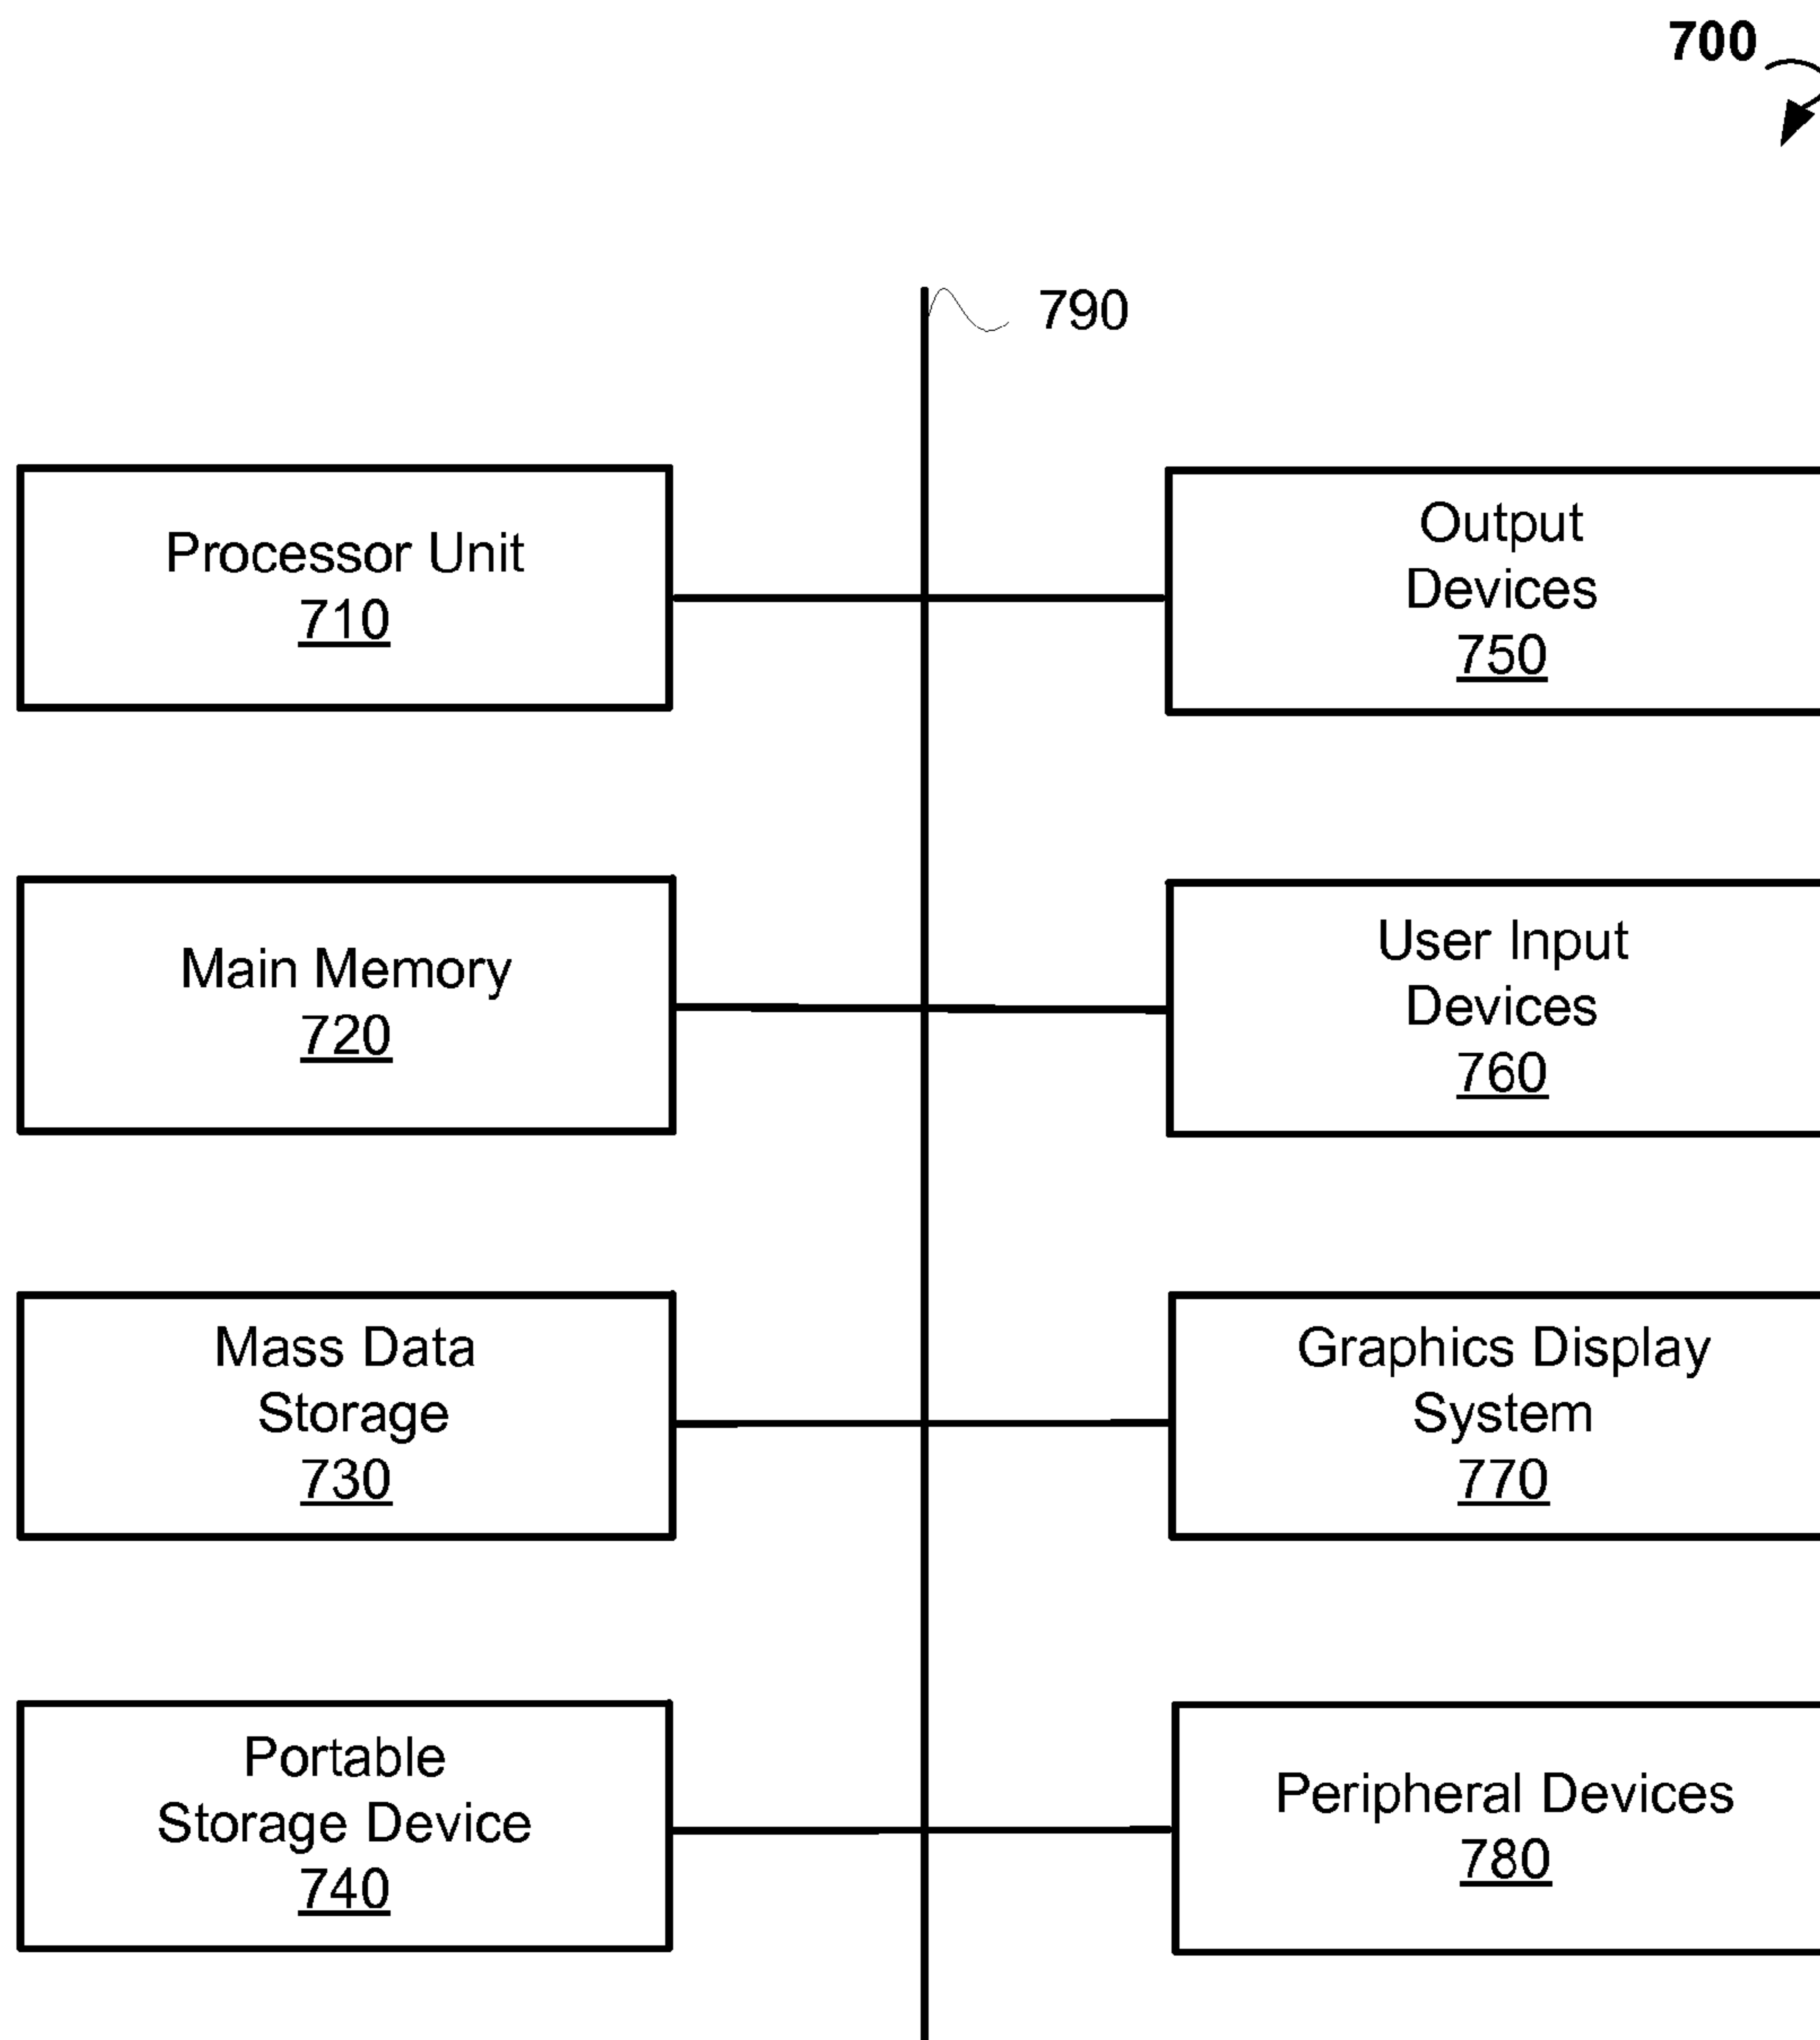 700
790
Processor Unit
710
Output
Devices
750
Main Memory
720
User Input
Devices
760
Mass Data
Storage
730
Graphics Display
System
770
Portable
Storage Device
740
Peripheral Devices
780